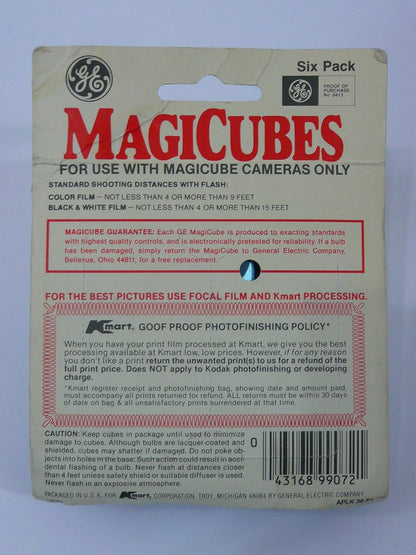 GE
Six Pack
GE
PROOF OF
PURCHASE
MAGICUBES
FOR USE WITH MAGICUBE CAMERAS ONLY
STANDARD SHOOTING DISTANCES WITH FLASH:
COLOR FILM – NOT LESS THAN 4 OR MORE THAN 9 FEET
BLACK & WHITE FILM – NOT LESS THAN 4 OR MORE THAN 15 FEET
MAGICUBE GUARANTEE: Each GE MagiCube is produced to exacting standards
with highest quality controls, and is electronically pretested for reliability. If a bulb
has been damaged, simply return the MagiCube to General Electric Company,
Bellevue, Ohio 44811, for a free replacement.
FOR THE BEST PICTURES USE FOCAL FILM AND Kmart PROCESSING.
Kmart® GOOF PROOF PHOTOFINISHING POLICY*
When you have your print film processed at Kmart, we give you the best
processing available at Kmart low, low prices. However, if for any reason
you don't like a print return the unwanted print(s) to us for a refund of the
full print price. Does NOT apply to Kodak photofinishing or developing
charge.
*Kmart register receipt and photofinishing bag, showing date and amount paid,
must accompany all prints returned for refund. ALL returns must be within 30 days
of date on bag & all unsatisfactory prints surrendered at that time.
CAUTION: Keep cubes in package until used to minimize
damage to cubes. Although bulbs are lacquer-coated and
shielded, cubes may shatter if damaged. Do not poke ob-
jects into holes in the base. Such action could result in acci-
dental flashing of a bulb. Never flash at distances closer
than 4 feet unless safety shield or suitable diffuser is used.
Never flash in an explosive atmosphere.
0
43168 99072
PACKAGED IN U.S.A. FOR Kmart® CORPORATION, TROY, MICHIGAN 48084 BY GENERAL ELECTRIC COMPANY